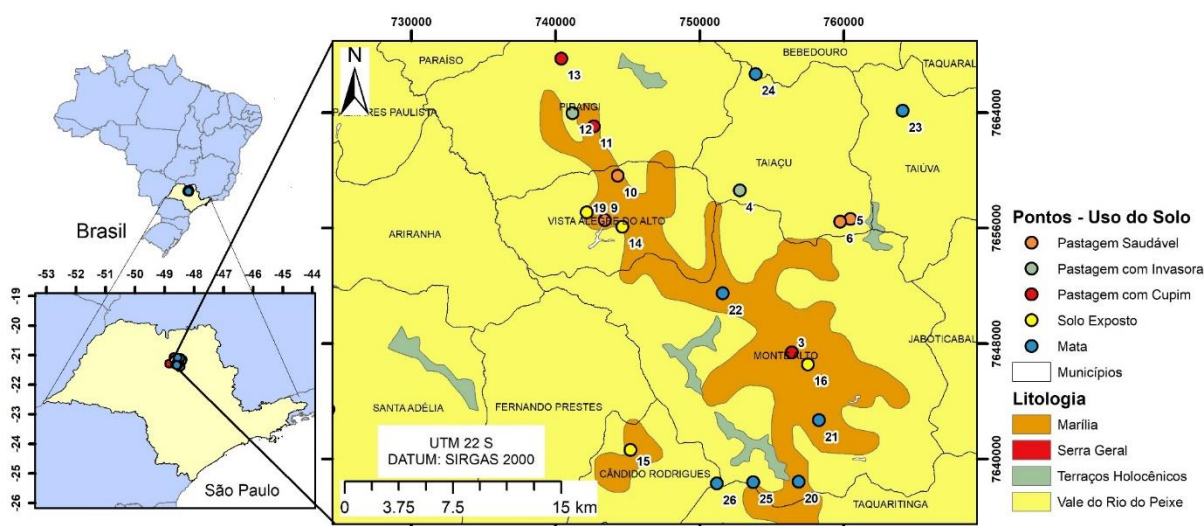 730000 740000 750000 760000
N
PARAÍSO
BEBEDOURO
TAQUARAL
13
24
PIRANGI
7664000
12
11
23
TAIAÇU
TAIÚVA
10
4
19 9
VISTA ALEGRE DO ALTO
5
6
7656000
ARIRANHA
14
22
3
MONTE ALTO
JABOTICABAL
7648000
16
SANTA ADÉLIA
FERNANDO PRESTES
21
UTM 22 S
DATUM: SIRGAS 2000
15
CÂNDIDO RODRIGUES
7640000
0 3.75 7.5 15 km
26 25 20
TAQUARITINGA
Brasil
-53 -52 -51 -50 -49 -48 -47 -46 -45 -44
-19
-20
-21
-22
-23
-24
-25
-26
São Paulo
Pontos - Uso do Solo
Pastagem Saudável
Pastagem com Invasora
Pastagem com Cupim
Solo Exposto
Mata
Municípios
Litologia
Marília
Serra Geral
Terraços Holocênicos
Vale do Rio do Peixe